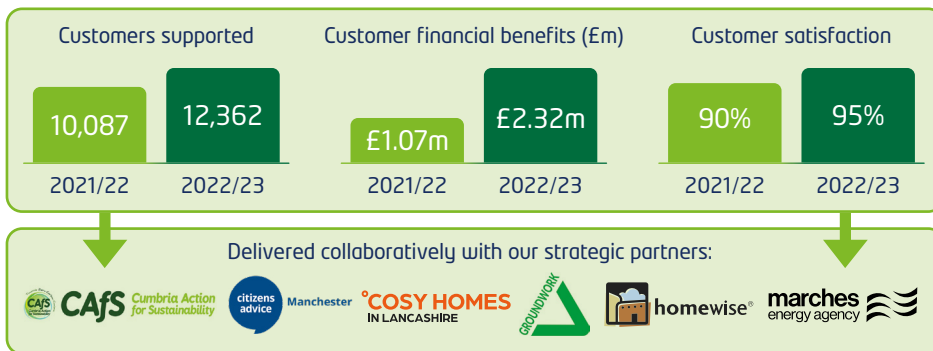 Customers supported
10,087
12,362
2021/22
2022/23
Customer financial benefits (£m)
£1.07m
£2.32m
2021/22
2022/23
Customer satisfaction
90%
95%
2021/22
2022/23
Delivered collaboratively with our strategic partners:
CAfS
CAfS
Cumbria Action
for Sustainability
citizens
advice
Manchester
°COSY HOMES
IN LANCASHIRE
GROUNDWORK
homewise®
marches
energy agency